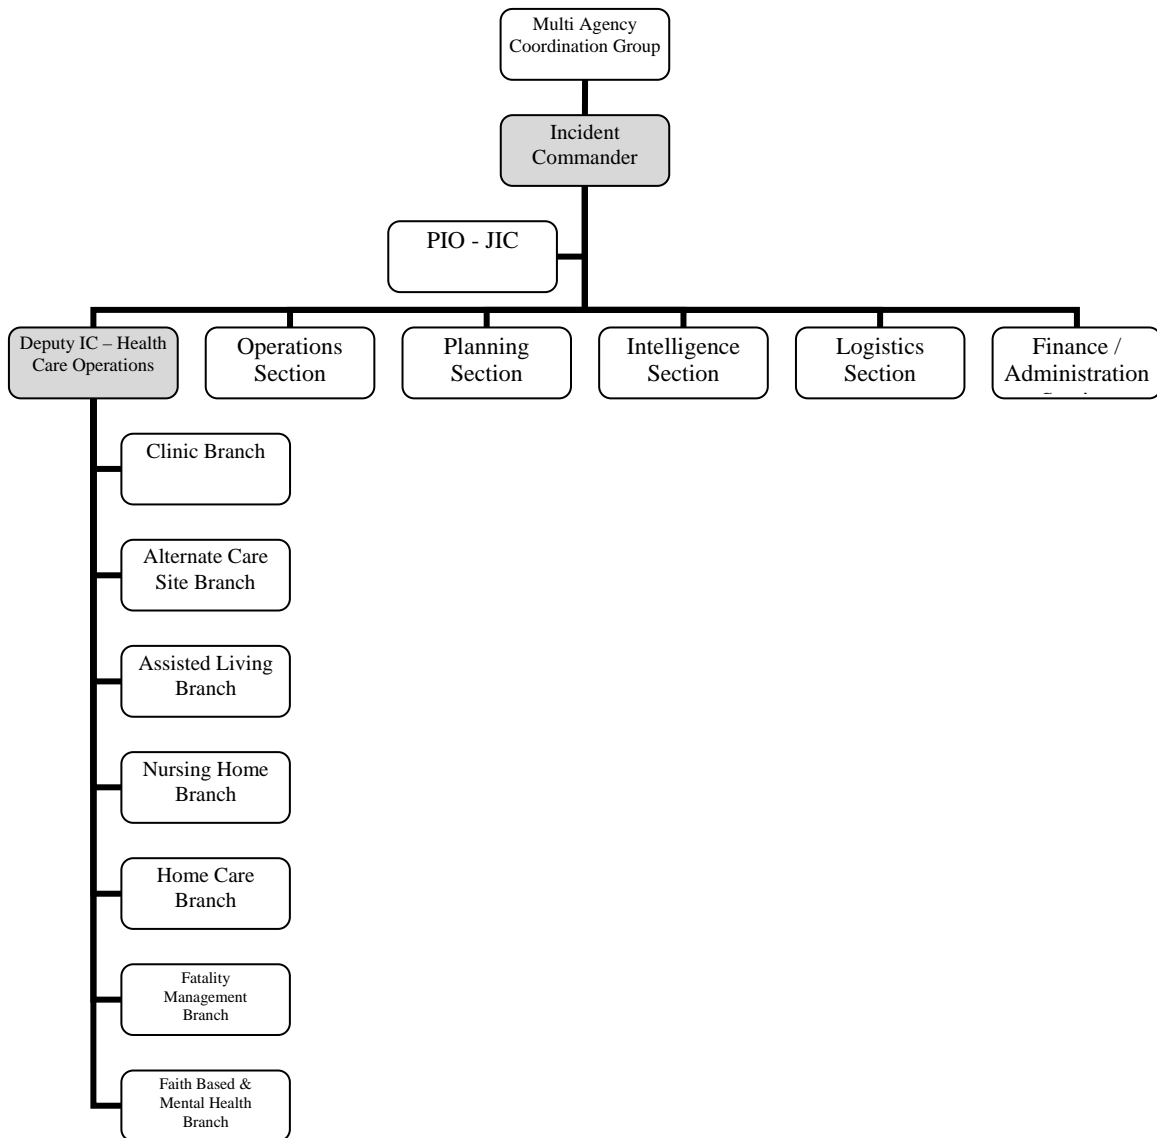 Multi Agency
Coordination Group
Incident
Commander
PIO - JIC
Deputy IC – Health
Care Operations
Operations
Section
Planning
Section
Intelligence
Section
Logistics
Section
Finance /
Administration
Clinic Branch
Alternate Care
Site Branch
Assisted Living
Branch
Nursing Home
Branch
Home Care
Branch
Fatality
Management
Branch
Faith Based &
Mental Health
Branch